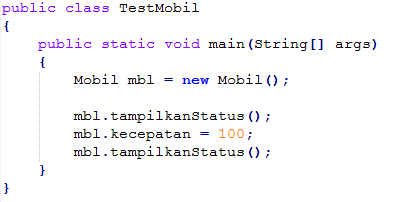 public class TestMobil
{
    public static void main(String[] args)
    {
        Mobil mbl = new Mobil();

        mbl.tampilkanStatus();
        mbl.kecepatan = 100;
        mbl.tampilkanStatus();
    }
}